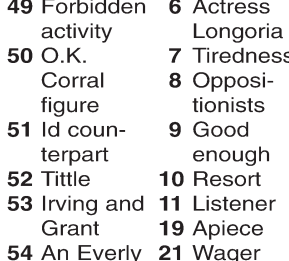 49 Forbidden
activity
50 O.K.
Corral
figure
51 Id coun-
terpart
52 Tittle
53 Irving and
Grant
54 An Everly
6 Actress
Longoria
7 Tiredness
8 Opposi-
tionists
9 Good
enough
10 Resort
11 Listener
19 Apiece
21 Wager